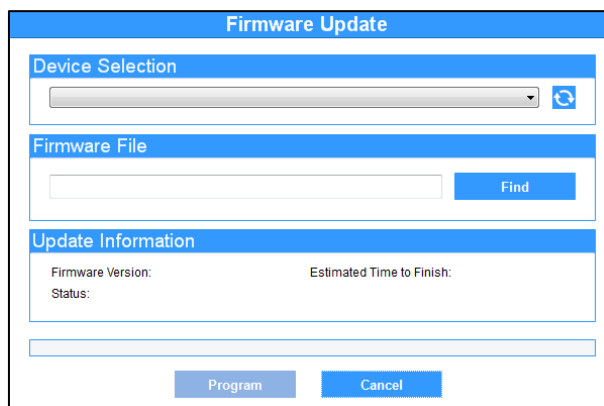 Firmware Update
Device Selection
Firmware File
Find
Update Information
Firmware Version: Estimated Time to Finish:
Status:
Program Cancel